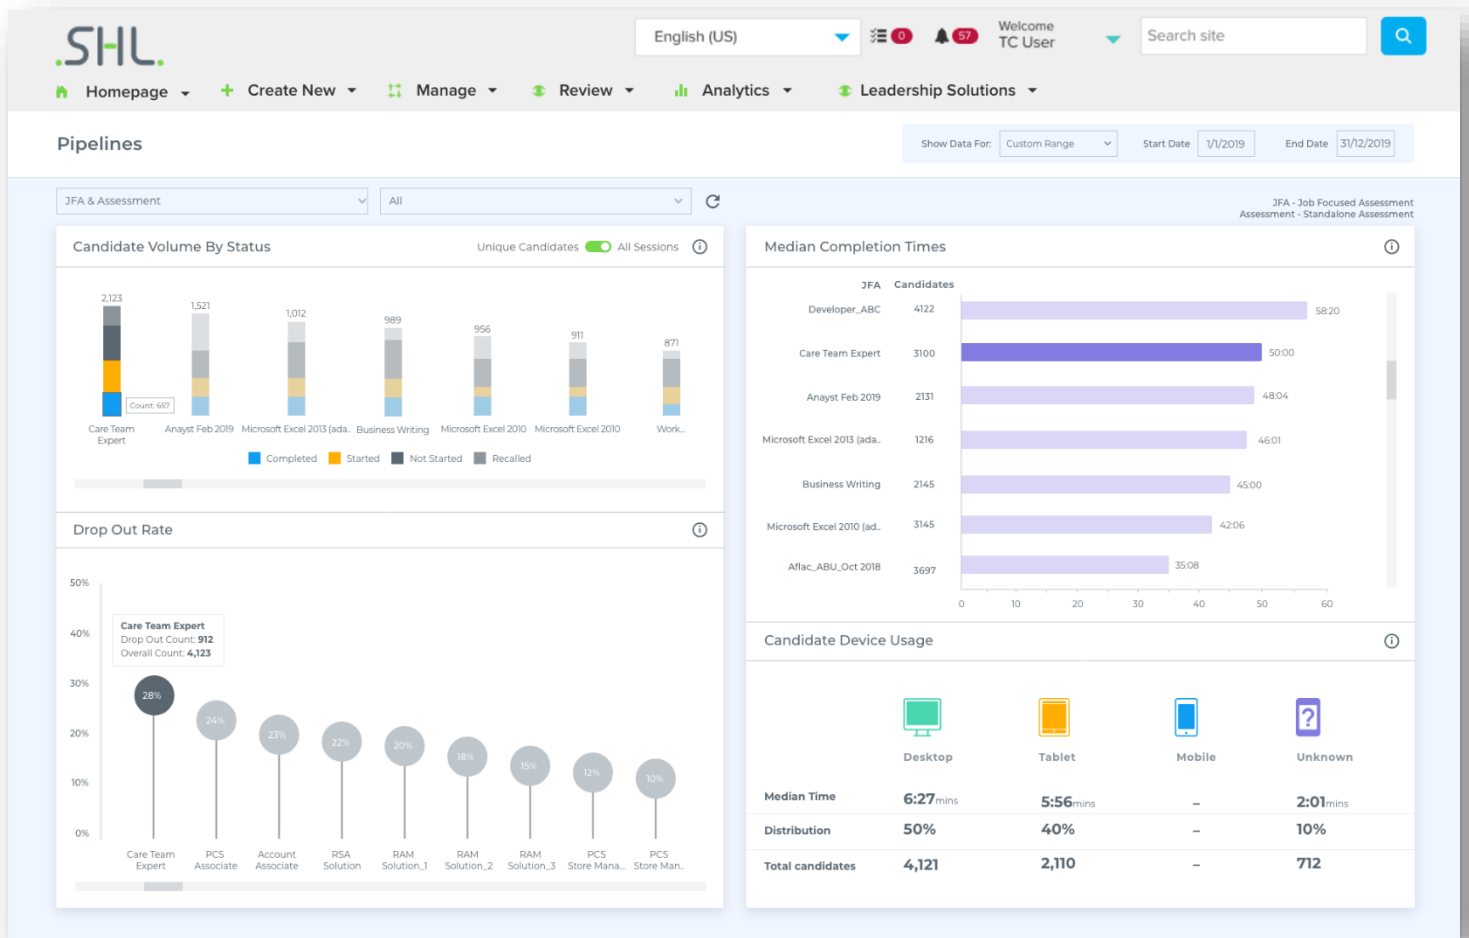 SHL.
English (US)
0
57
Welcome
TC User
Search site
Homepage
Create New
Manage
Review
Analytics
Leadership Solutions
Pipelines
Show Data For:
Custom Range
Start Date
1/1/2019
End Date
31/12/2019
JFA & Assessment
All
JFA - Job Focused Assessment
Assessment - Standalone Assessment
Candidate Volume By Status
Unique Candidates
All Sessions
2,123
1,521
1,012
989
956
911
871
Count: 657
Care Team
Expert
Anayst Feb 2019
Microsoft Excel 2013 (ada..
Business Writing
Microsoft Excel 2010
Microsoft Excel 2010
Work...
Completed
Started
Not Started
Recalled
Drop Out Rate
50%
40%
30%
20%
10%
0%
Care Team Expert
Drop Out Count: 912
Overall Count: 4,123
28%
24%
23%
22%
20%
18%
15%
12%
10%
Care Team
Expert
PCS
Associate
Account
Associate
RSA
Solution
RAM
Solution_1
RAM
Solution_2
RAM
Solution_3
PCS
Store Mana...
PCS
Store Man..
Median Completion Times
JFA Candidates
Developer_ABC 4122 58:20
Care Team Expert 3100 50:00
Anayst Feb 2019 2131 48:04
Microsoft Excel 2013 (ada.. 1216 46:01
Business Writing 2145 45:00
Microsoft Excel 2010 (ad.. 3145 42:06
Aflac_ABU_Oct 2018 3697 35:08
0 10 20 30 40 50 60
Candidate Device Usage
?
Desktop Tablet Mobile Unknown
Median Time 6:27mins 5:56mins – 2:01mins
Distribution 50% 40% – 10%
Total candidates 4,121 2,110 – 712